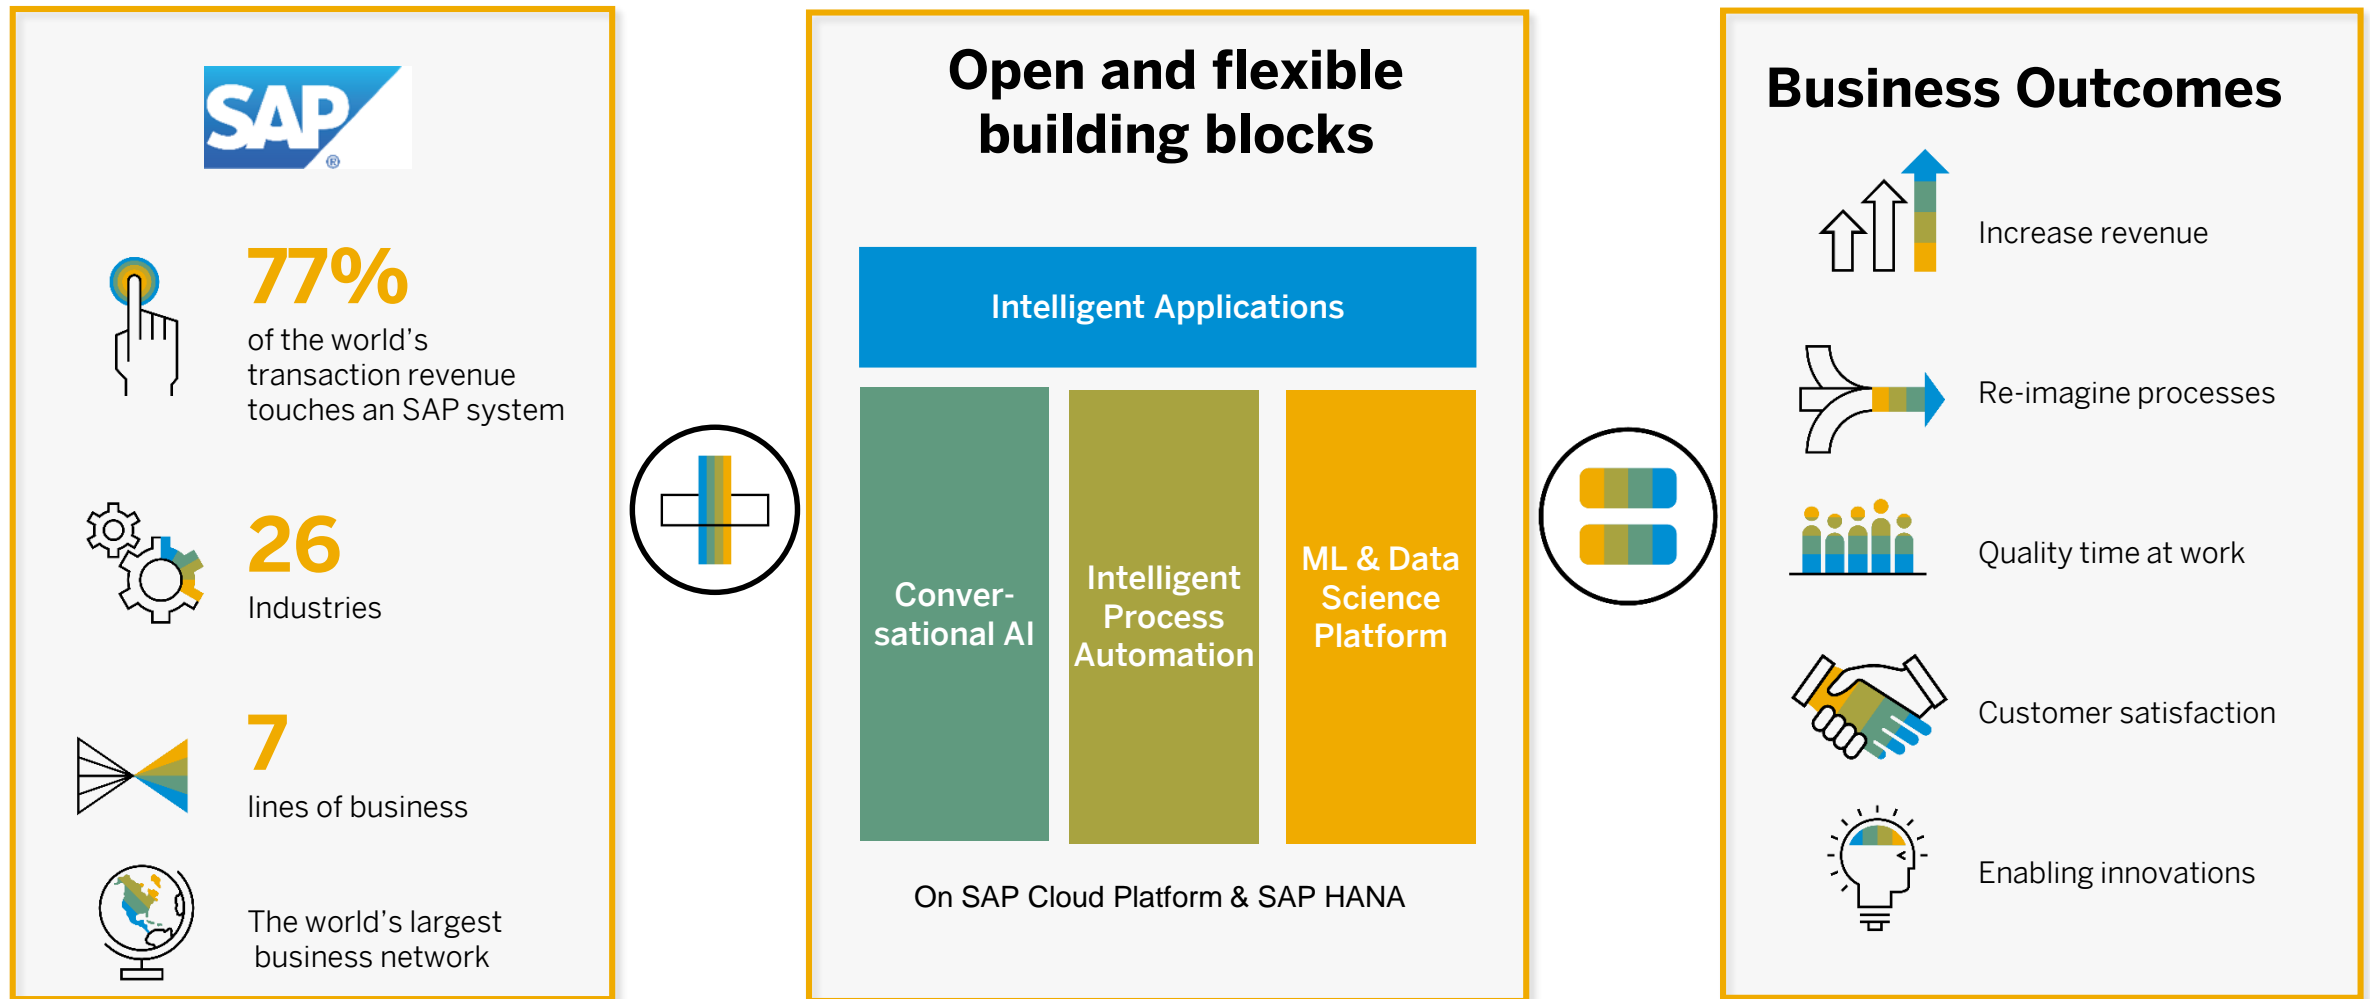 SAP
®
77%
of the world's
transaction revenue
touches an SAP system
26
Industries
7
lines of business
The world's largest
business network
Open and flexible
building blocks
Intelligent Applications
Conver-
sational AI
Intelligent
Process
Automation
ML & Data
Science
Platform
On SAP Cloud Platform & SAP HANA
Business Outcomes
Increase revenue
Re-imagine processes
Quality time at work
Customer satisfaction
Enabling innovations